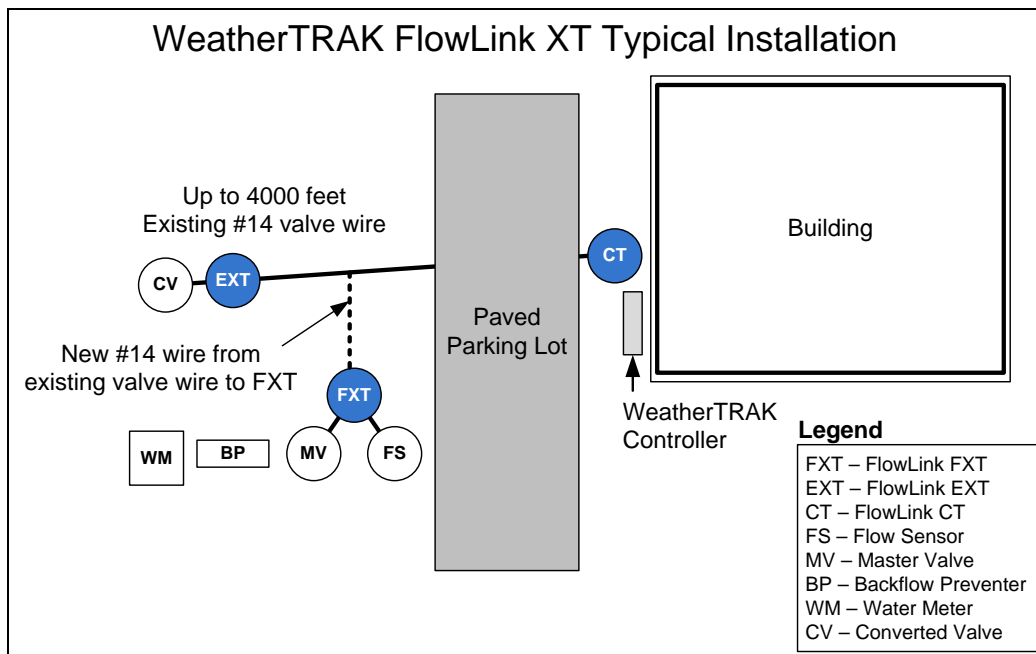 WeatherTRAK FlowLink XT Typical Installation
Up to 4000 feet
Existing #14 valve wire
CV
EXT
CT
Building
Paved
Parking Lot
New #14 wire from
existing valve wire to FXT
FXT
WM
BP
MV
FS
WeatherTRAK
Controller
Legend
FXT – FlowLink FXT
EXT – FlowLink EXT
CT – FlowLink CT
FS – Flow Sensor
MV – Master Valve
BP – Backflow Preventer
WM – Water Meter
CV – Converted Valve